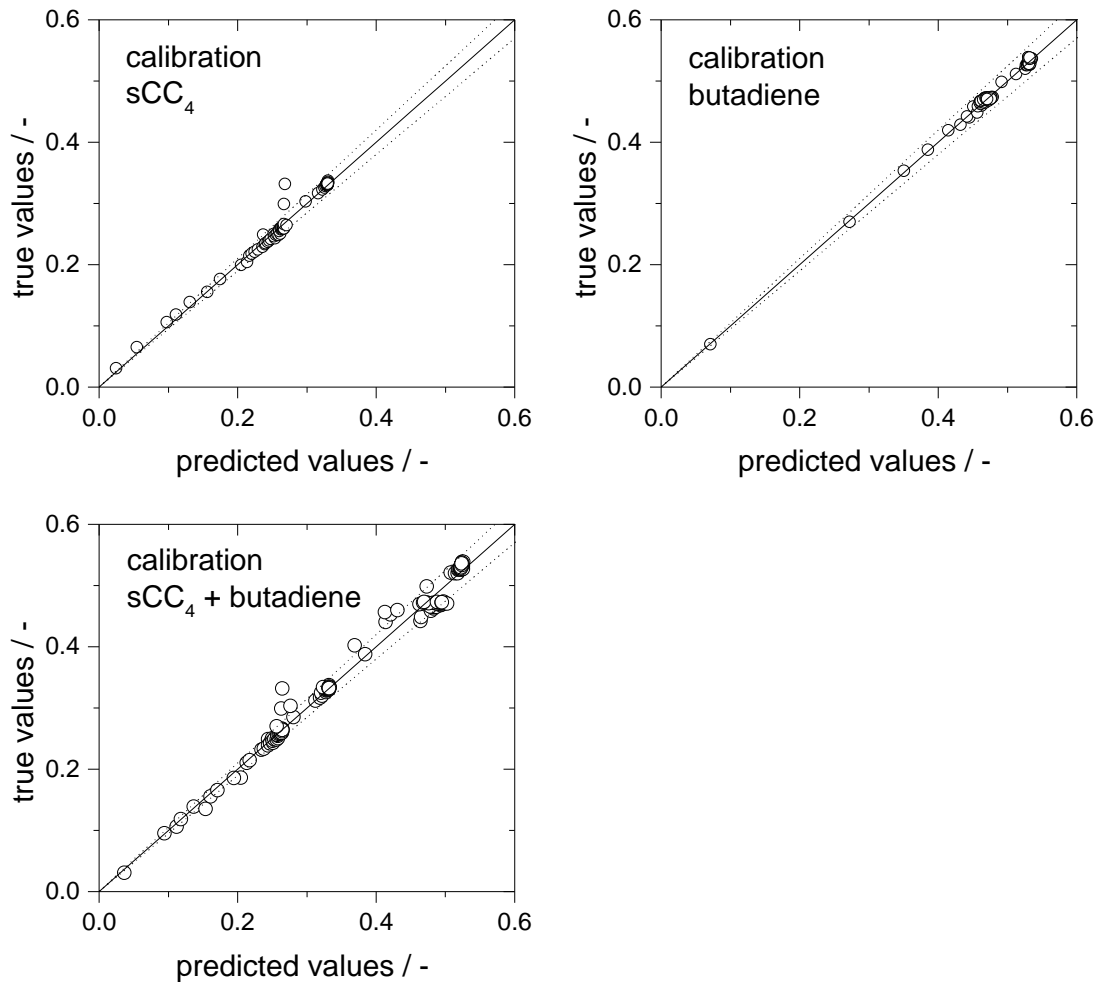 0.6
calibration
sCC4
0.4
true values / -
0.2
0.0
0.0 0.2 0.4 0.6
predicted values / -
0.6
calibration
butadiene
0.4
true values / -
0.2
0.0
0.0 0.2 0.4 0.6
predicted values / -
0.6
calibration
sCC4 + butadiene
0.4
true values / -
0.2
0.0
0.0 0.2 0.4 0.6
predicted values / -